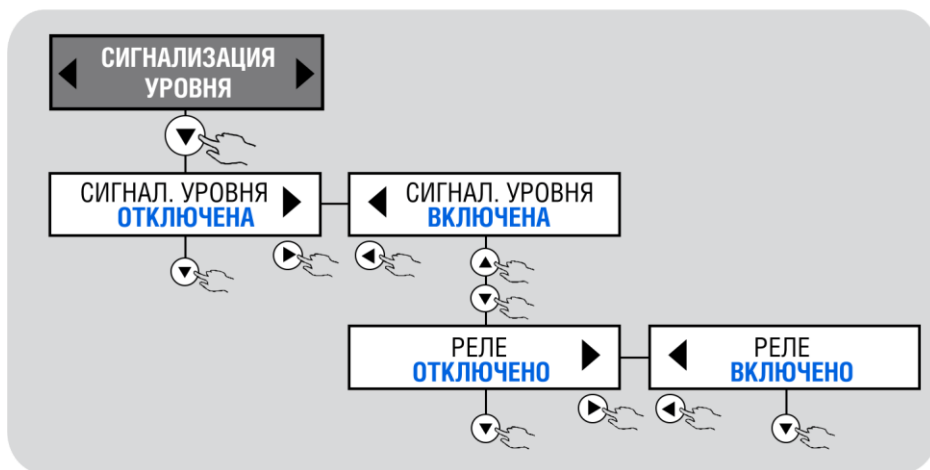 СИГНАЛИЗАЦИЯ
УРОВНЯ
СИГНАЛ. УРОВНЯ
ОТКЛЮЧЕНА
СИГНАЛ. УРОВНЯ
ВКЛЮЧЕНА
РЕЛЕ
ОТКЛЮЧЕНО
РЕЛЕ
ВКЛЮЧЕНО